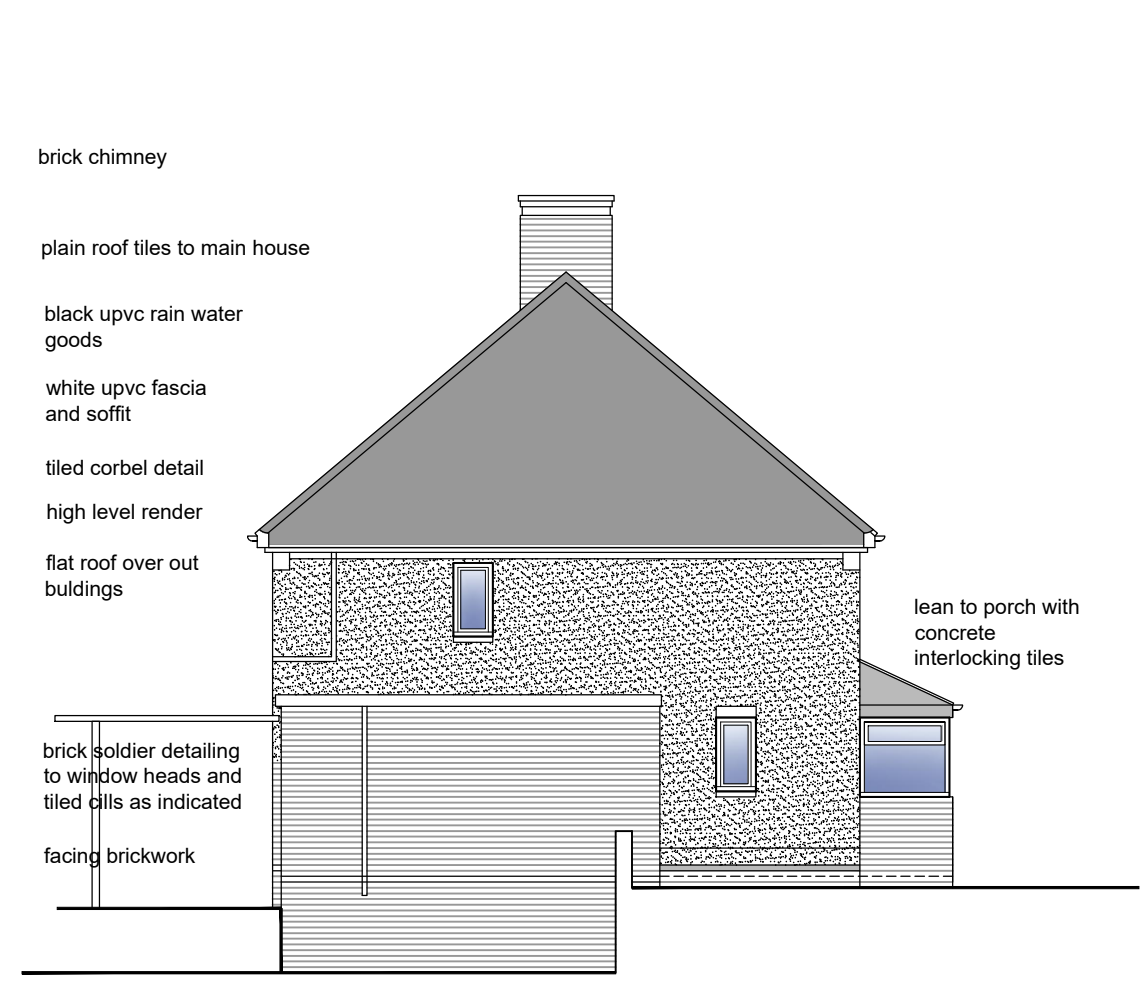 brick chimney
plain roof tiles to main house
black upvc rain water
goods
white upvc fascia
and soffit
tiled corbel detail
high level render
flat roof over out
buldings
lean to porch with
concrete
interlocking tiles
brick soldier detailing
to window heads and
tiled cills as indicated
facing brickwork